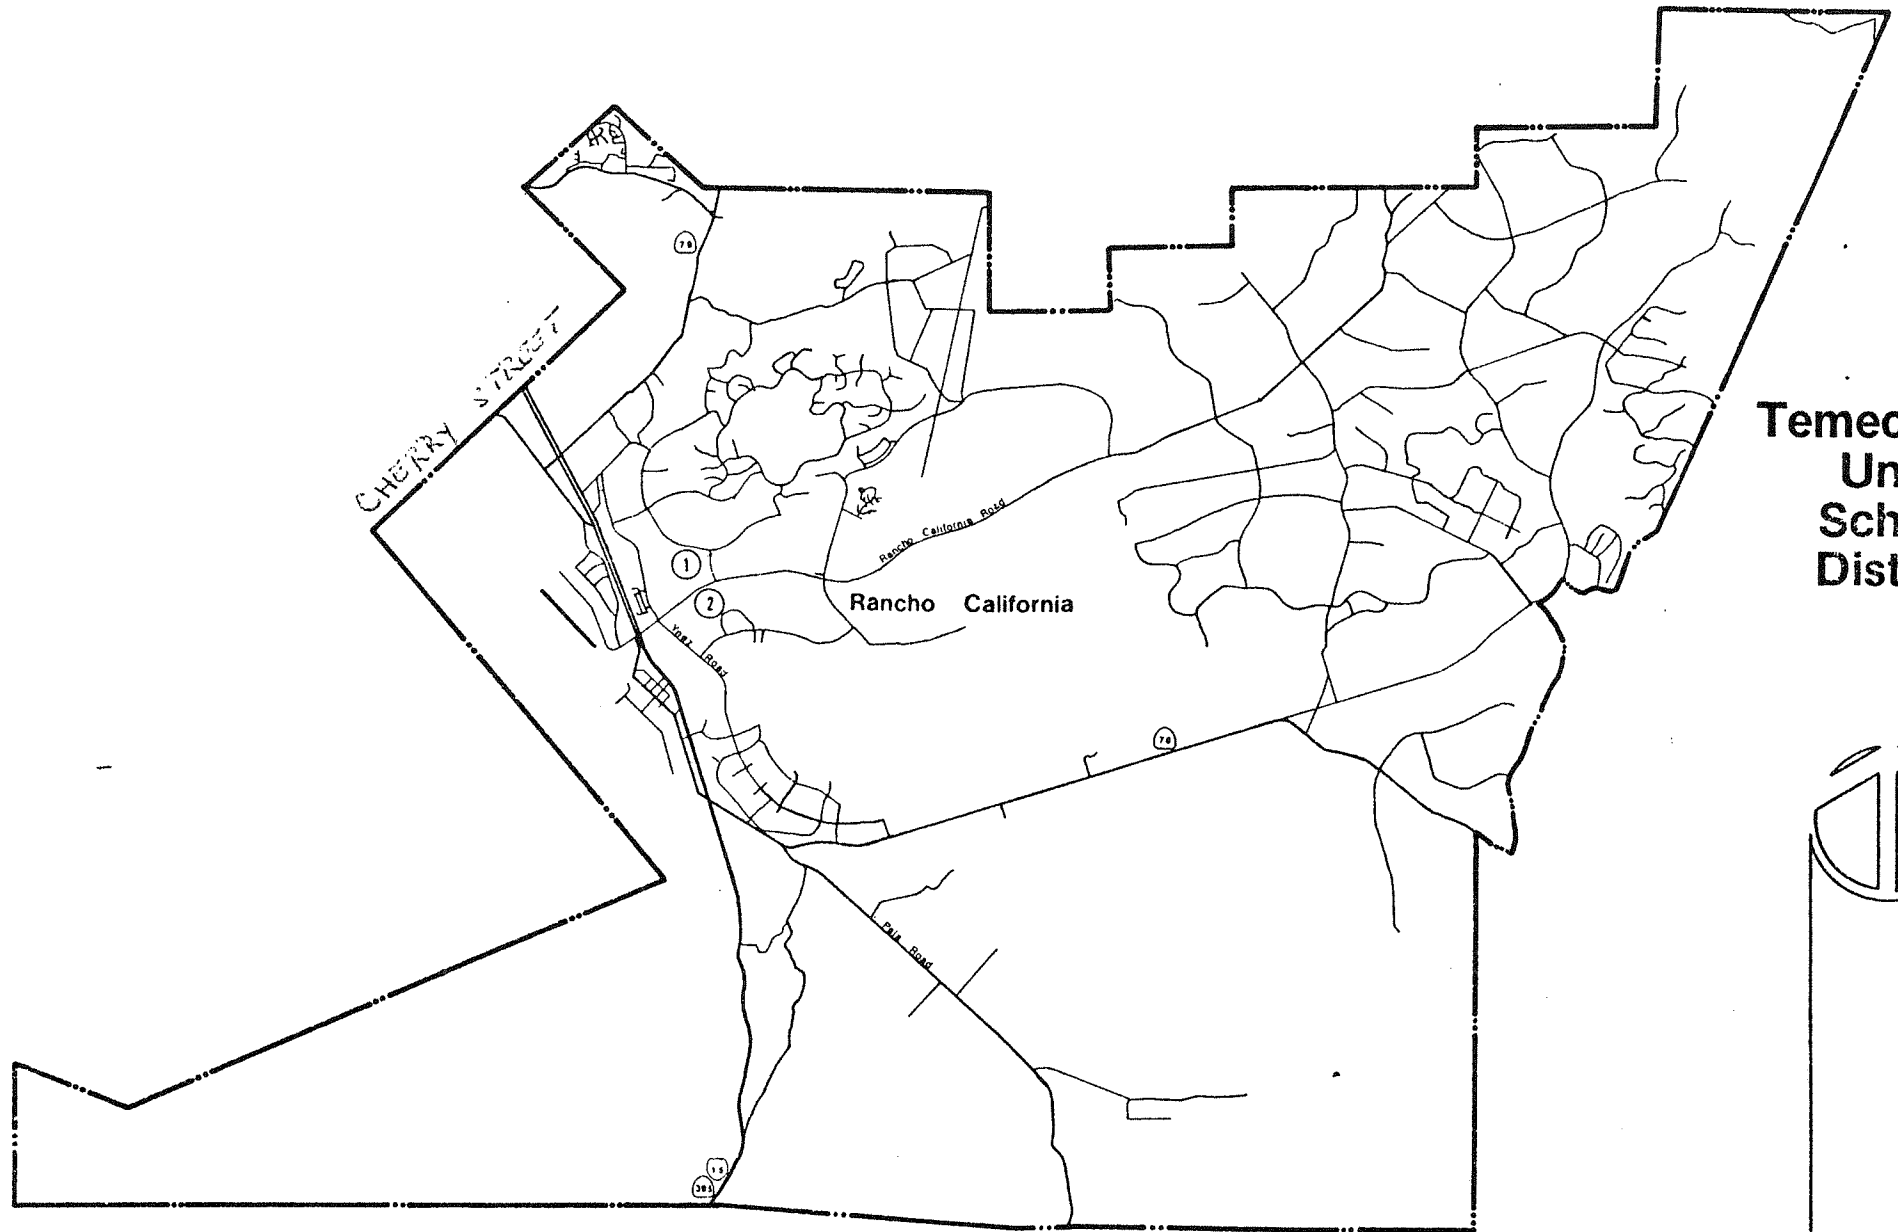 79
CHERRY STREET
Temec
Un
Sch
Dist
Rancho California Road
1
2
Rancho California
Ynez Road
79
Pala Road
15
395